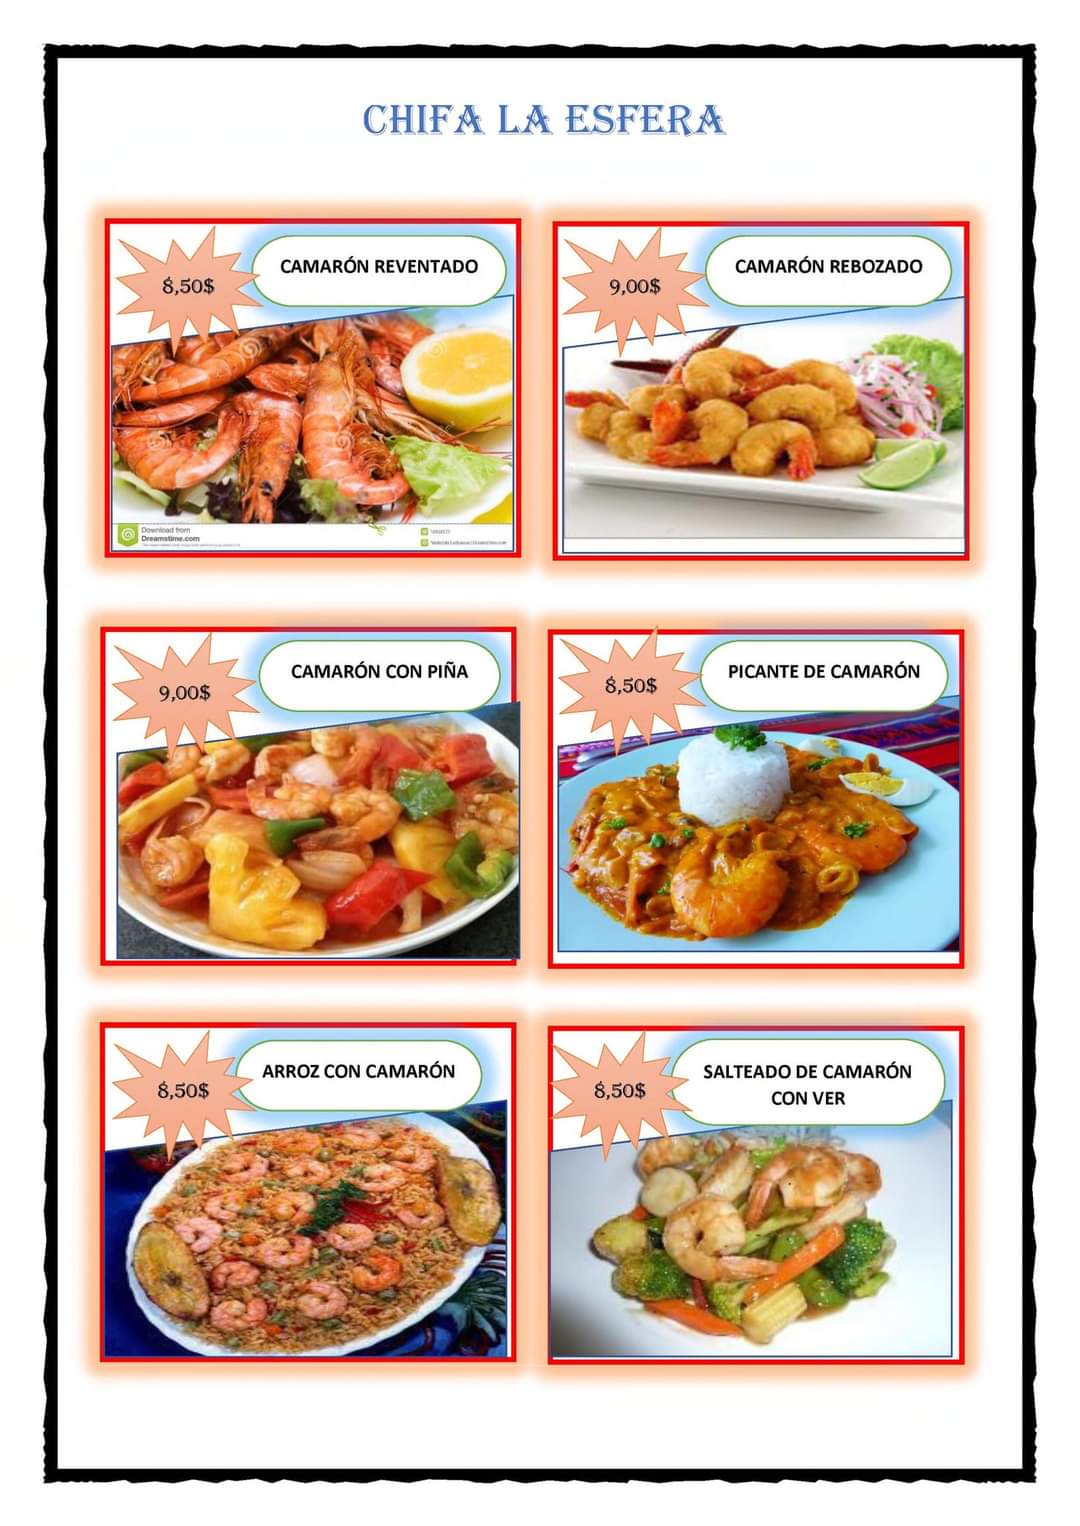 CHIFA LA ESFERA
8,50$
CAMARÓN REVENTADO
Download from
Dreamstime.com
9,00$
CAMARÓN REBOZADO
9,00$
CAMARÓN CON PIÑA
8,50$
PICANTE DE CAMARÓN
8,50$
ARROZ CON CAMARÓN
8,50$
SALTEADO DE CAMARÓN
CON VER